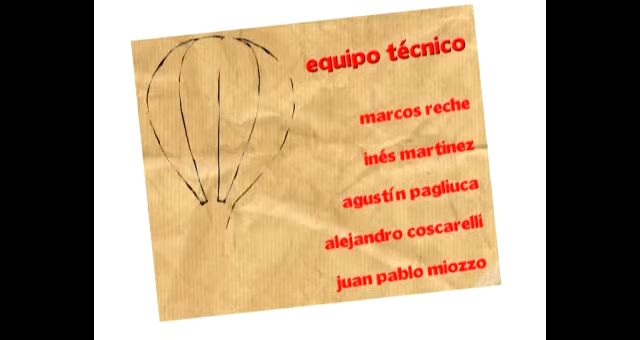 equipo técnico
marcos reche
inés martinez
agustín pagliuca
alejandro coscarelli
juan pablo miozzo